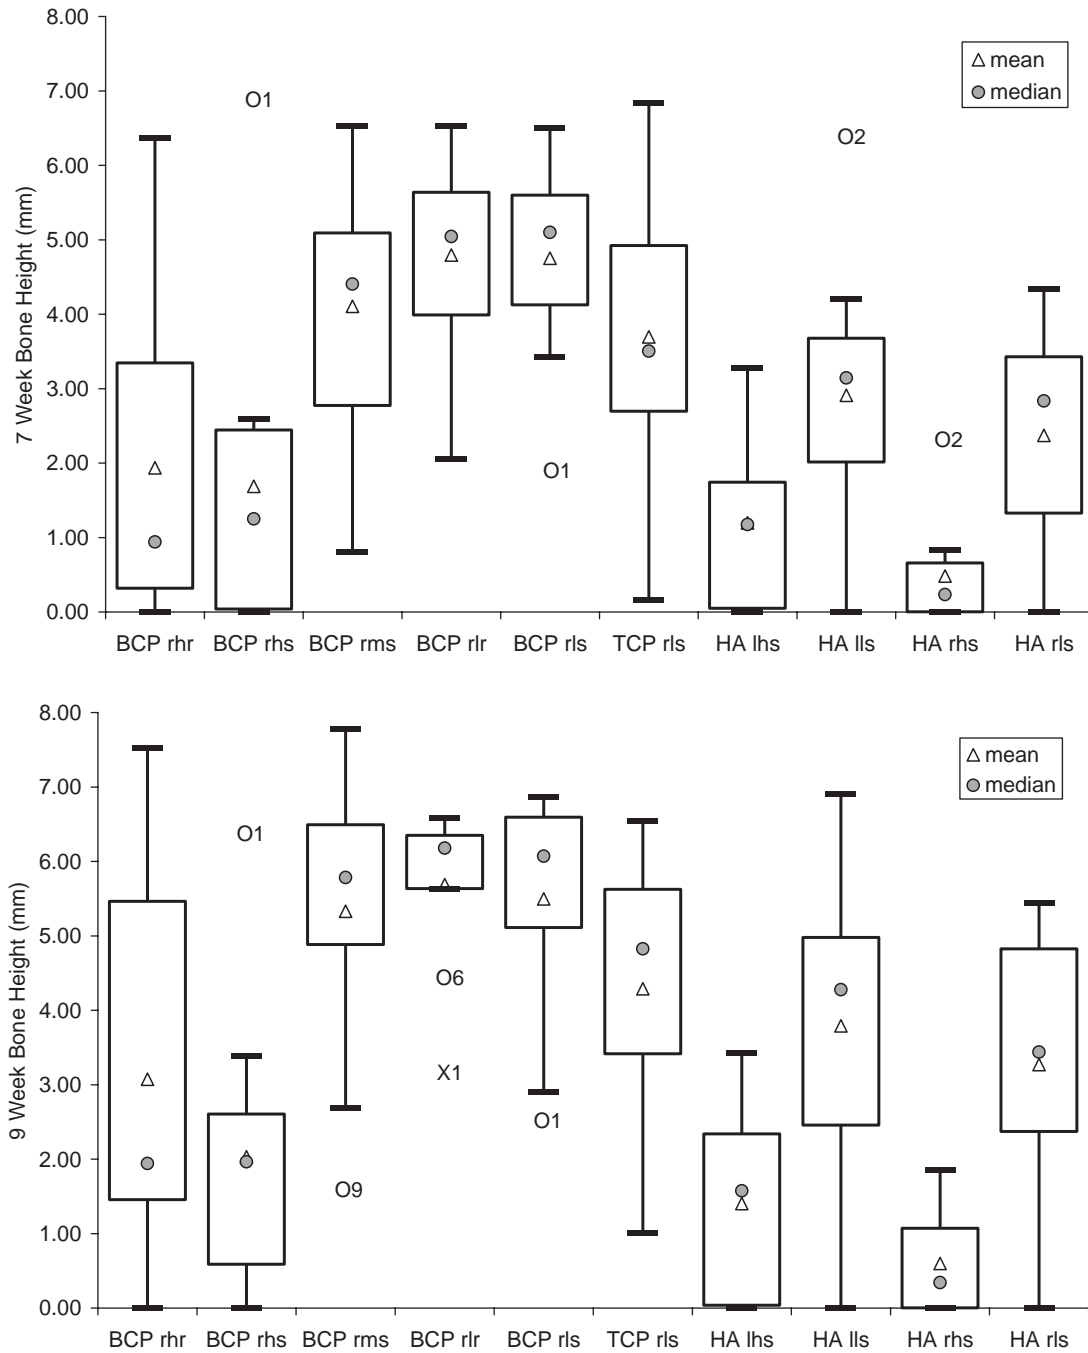 8.00
7.00
6.00
5.00
4.00
3.00
2.00
1.00
0.00
7 Week Bone Height (mm)
mean
median
O1
O2
O1
O2
BCP rhr BCP rhs BCP rms BCP rlr BCP rls TCP rls HA lhs HA lls HA rhs HA rls
8.00
7.00
6.00
5.00
4.00
3.00
2.00
1.00
0.00
9 Week Bone Height (mm)
mean
median
O1
O6
X1
O1
O9
BCP rhr BCP rhs BCP rms BCP rlr BCP rls TCP rls HA lhs HA lls HA rhs HA rls